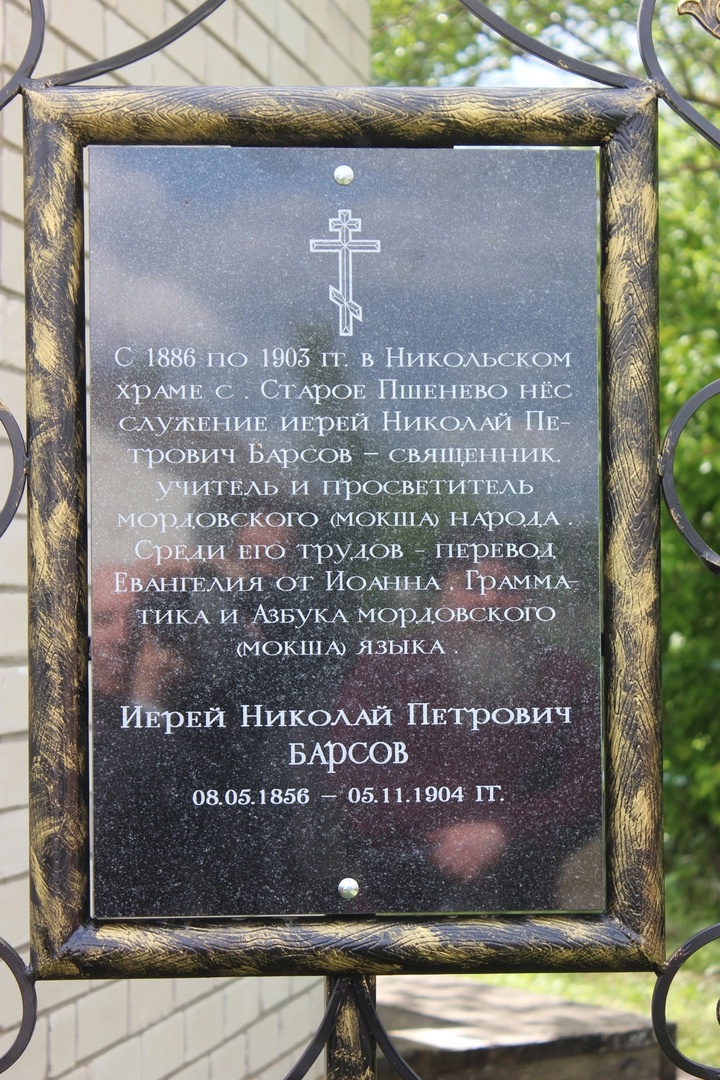 С 1886 по 1903 гг. в Никольском
храме с . Старое Пшенево нёс
служение иерей Николай Пе-
трович Барсов – священник.
учитель и просветитель
мордовского (мокша) народа .
Среди его трудов - перевод
Евангелия от Иоанна , Грамма-
тика и Азбука мордовского
(мокша) языка .
Иерей Николай Петрович
БАРСОВ
08.05.1856 – 05.11.1904 гг.